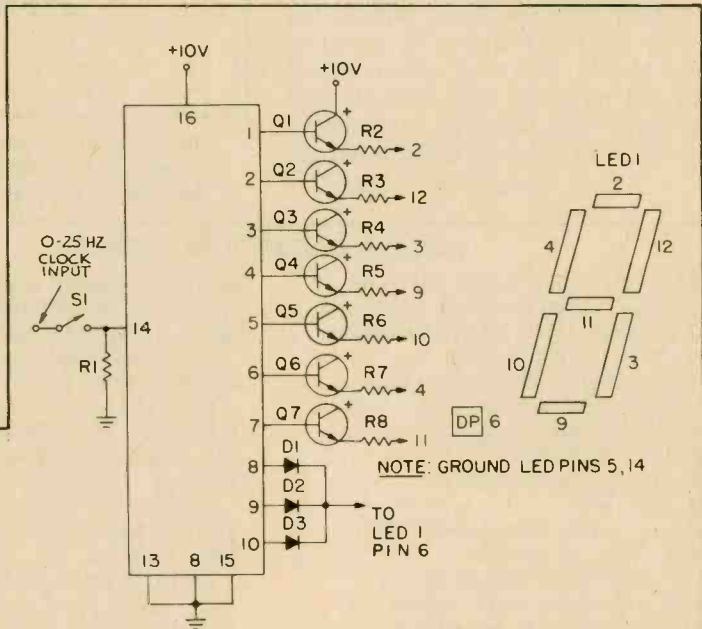 +10V
+10V
16
1
Q1
R2
2
2
Q2
R3
12
3
Q3
R4
3
4
Q4
R5
9
5
Q5
R6
10
6
Q6
R7
4
7
Q7
R8
11
8
D1
9
D2
10
D3
TO
LED 1
PIN 6
0-25 HZ
CLOCK
INPUT
S1
14
R1
13 8 15
LED 1
2
4
12
11
10
3
9
DP 6
NOTE: GROUND LED PINS 5,14
+
+
+
+
+
+
+